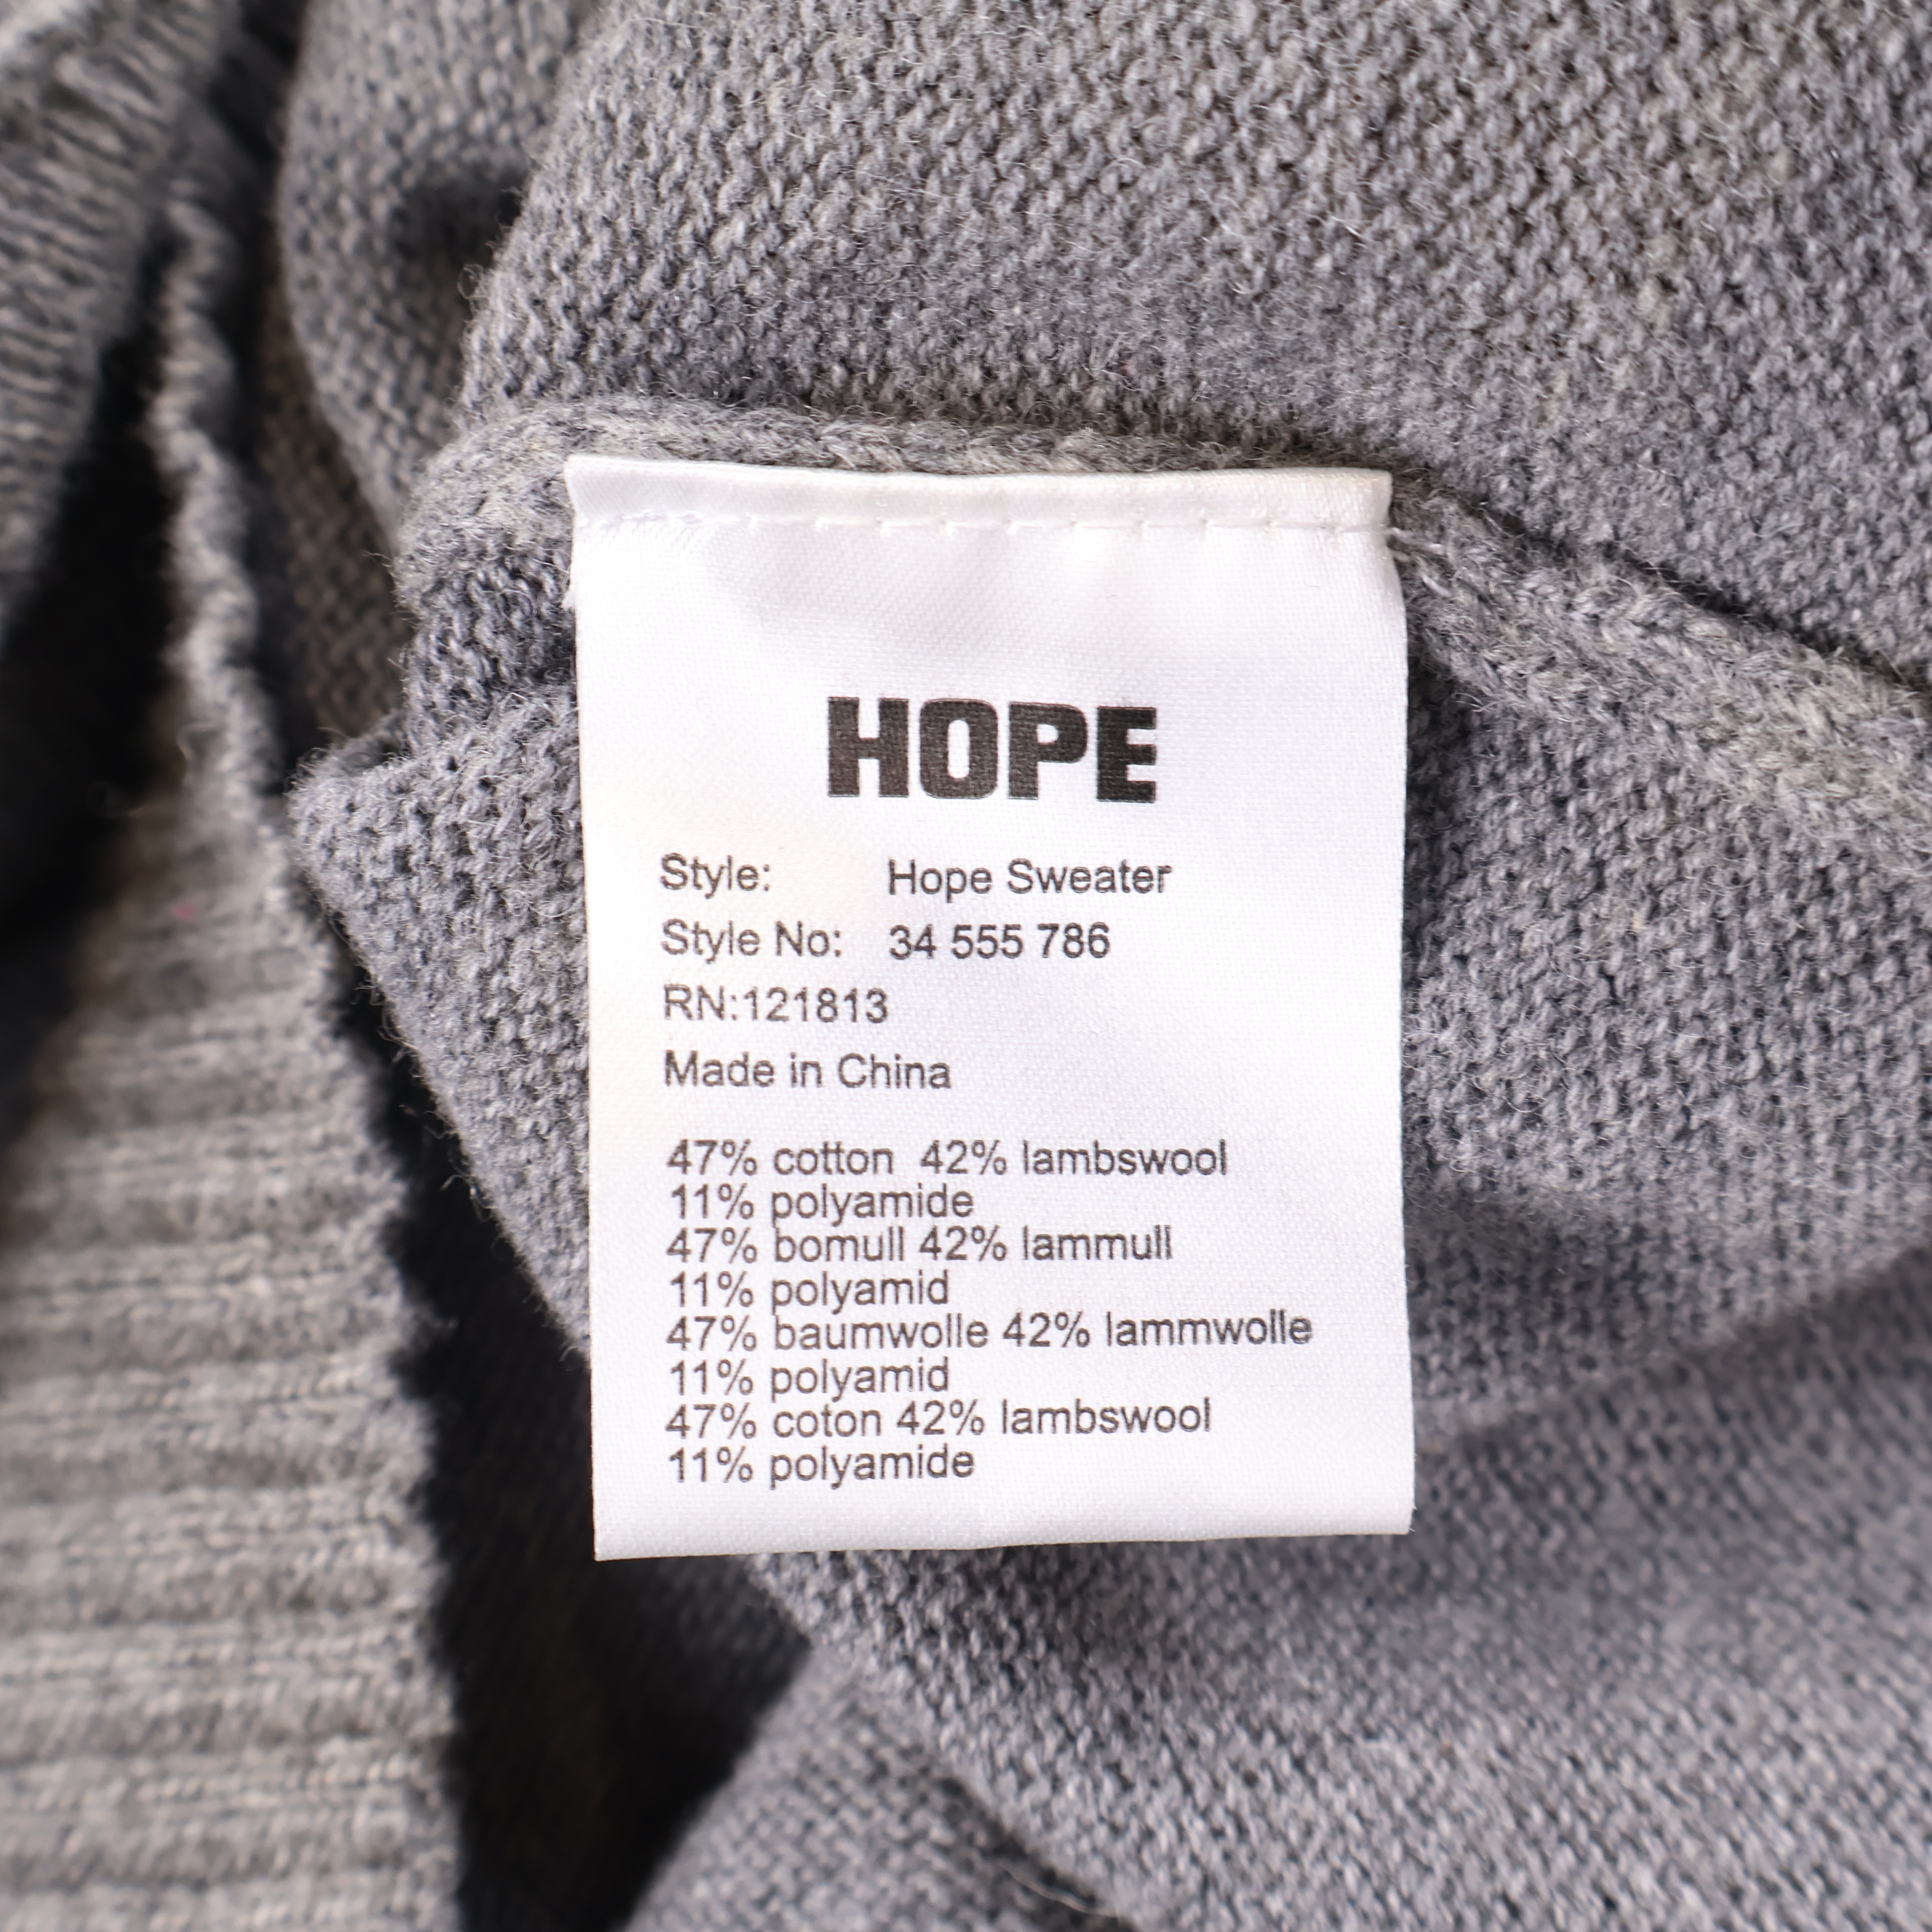 HOPE
Style: Hope Sweater
Style No: 34 555 786
RN:121813
Made in China
47% cotton 42% lambswool
11% polyamide
47% bomull 42% lammull
11% polyamid
47% baumwolle 42% lammwolle
11% polyamid
47% coton 42% lambswool
11% polyamide